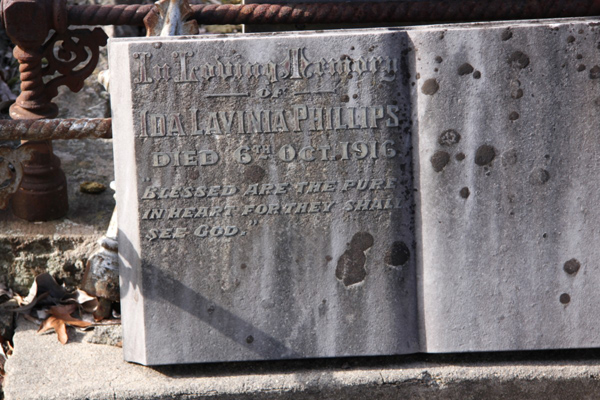 In Loving Memory
OF
IDA LAVINIA PHILLIPS
DIED 6TH OCT. 1916
"BLESSED ARE THE PURE
IN HEART FOR THEY SHALL
SEE GOD."